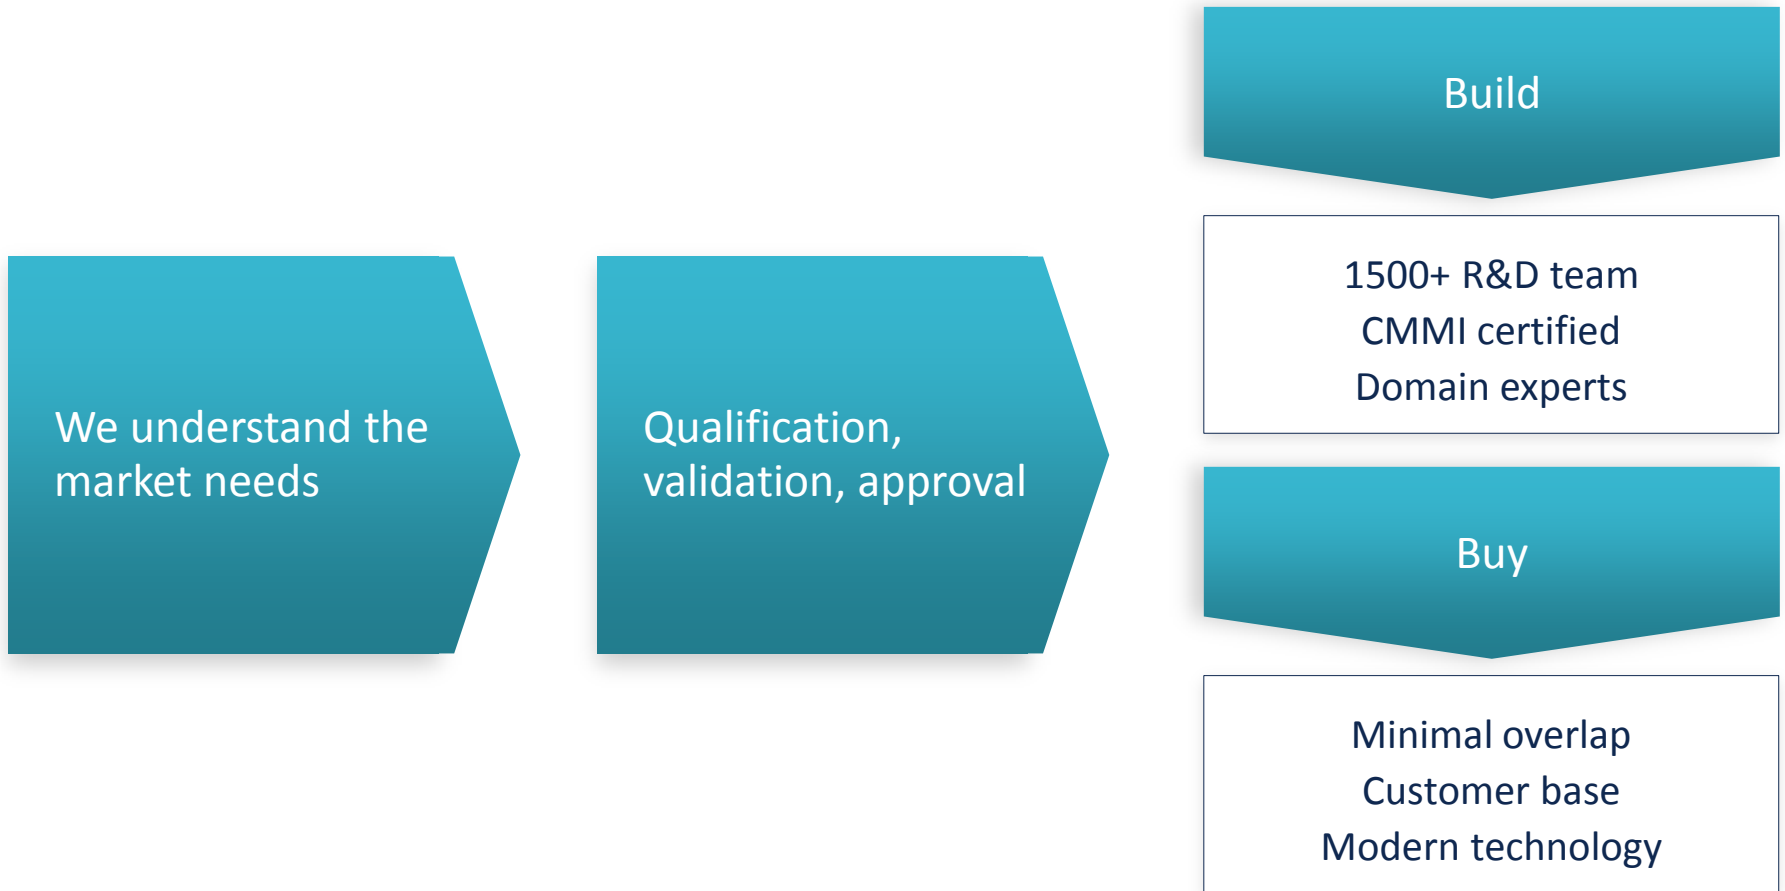 We understand the
market needs
Qualification,
validation, approval
Build
1500+ R&D team
CMMI certified
Domain experts
Buy
Minimal overlap
Customer base
Modern technology